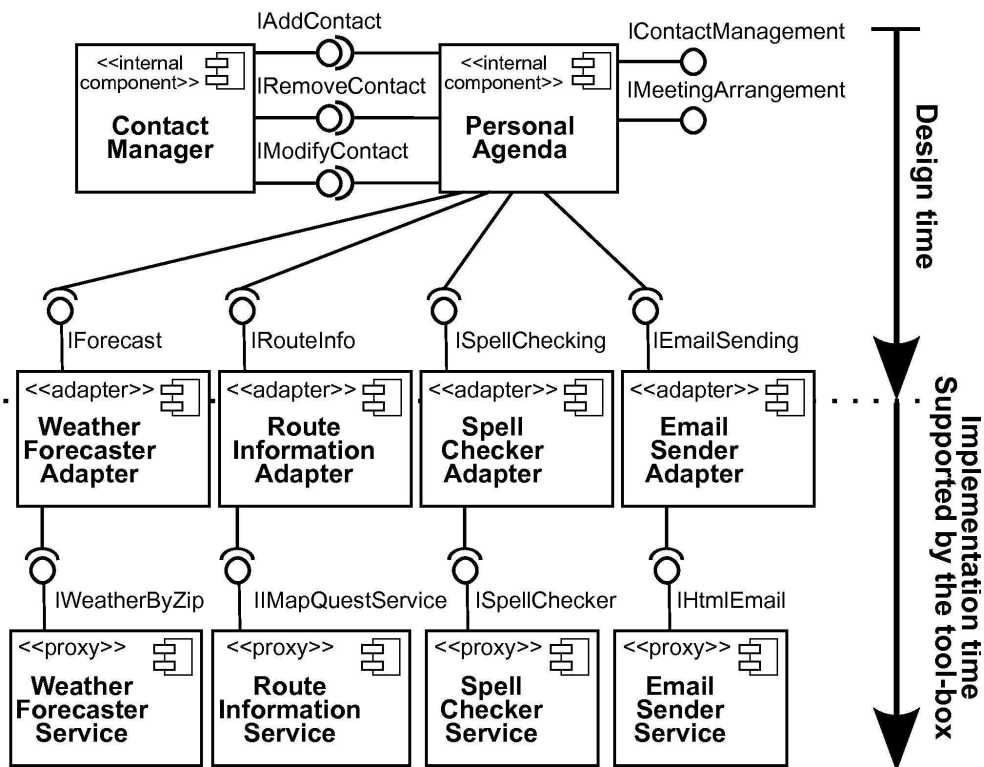 IAddContact
<<internal
component>>
Contact
Manager
IRemoveContact
IModifyContact
<<internal
component>>
Personal
Agenda
IContactManagement
IMeetingArrangement
Design time
IForecast
IRouteInfo
ISpellChecking
IEmailSending
<<adapter>>
Weather
Forecaster
Adapter
<<adapter>>
Route
Information
Adapter
<<adapter>>
Spell
Checker
Adapter
<<adapter>>
Email
Sender
Adapter
Implementation time
Supported by the tool-box
IWeatherByZip
IIMapQuestService
ISpellChecker
IHtmlEmail
<<proxy>>
Weather
Forecaster
Service
<<proxy>>
Route
Information
Service
<<proxy>>
Spell
Checker
Service
<<proxy>>
Email
Sender
Service